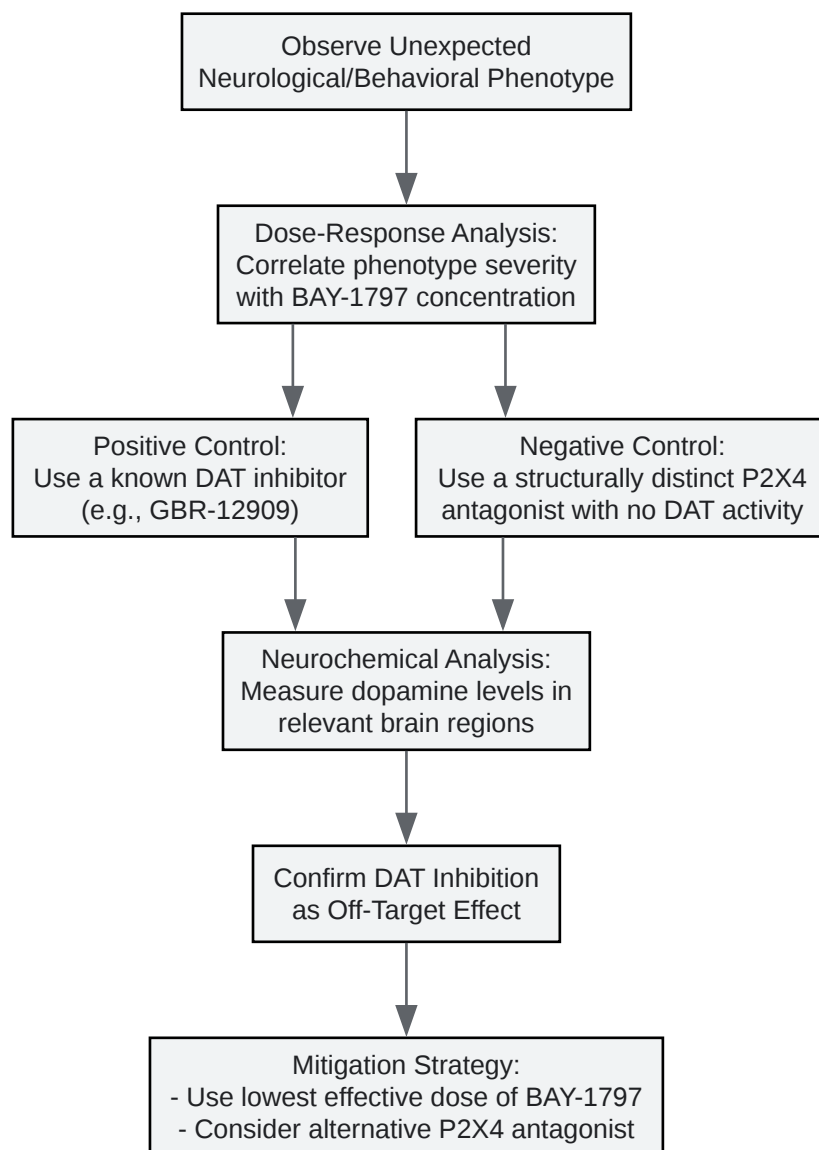 Observe Unexpected
Neurological/Behavioral Phenotype
Dose-Response Analysis:
Correlate phenotype severity
with BAY-1797 concentration
Positive Control:
Use a known DAT inhibitor
(e.g., GBR-12909)
Negative Control:
Use a structurally distinct P2X4
antagonist with no DAT activity
Neurochemical Analysis:
Measure dopamine levels in
relevant brain regions
Confirm DAT Inhibition
as Off-Target Effect
Mitigation Strategy:
- Use lowest effective dose of BAY-1797
- Consider alternative P2X4 antagonist